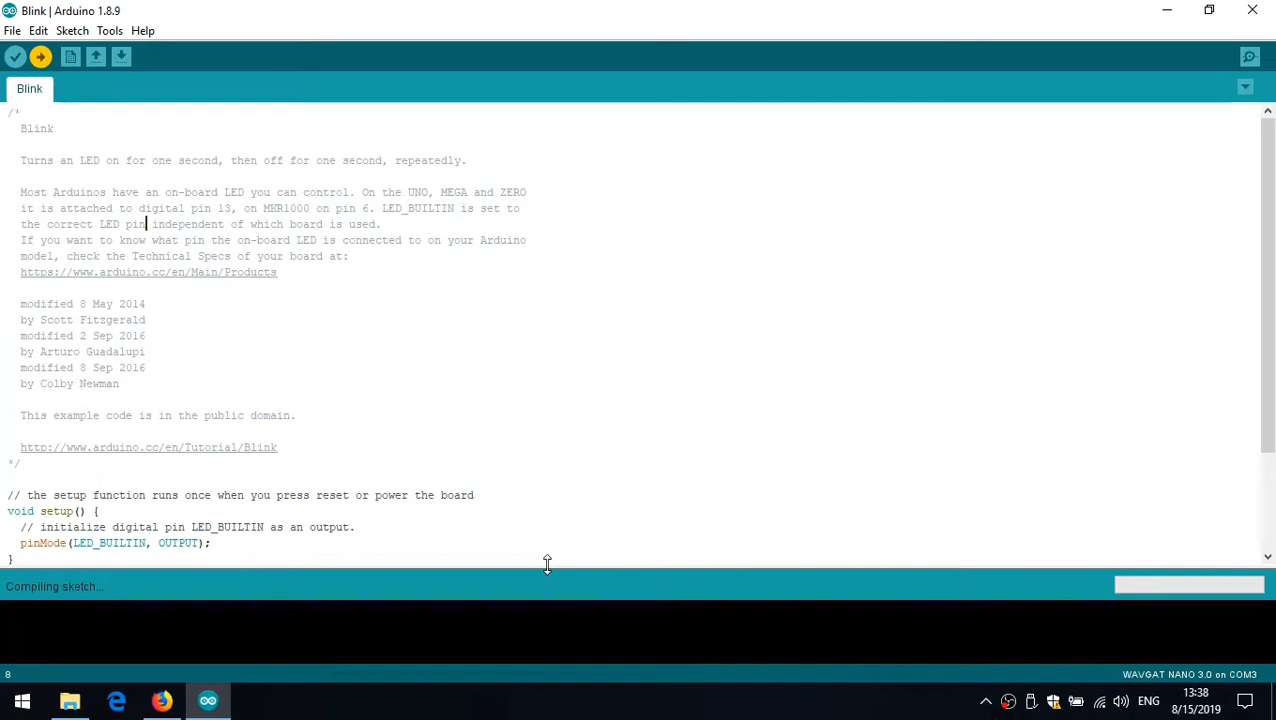 Blink | Arduino 1.8.9
File Edit Sketch Tools Help
Blink
/*
Blink
Turns an LED on for one second, then off for one second, repeatedly.
Most Arduinos have an on-board LED you can control. On the UNO, MEGA and ZERO
it is attached to digital pin 13, on MKR1000 on pin 6. LED_BUILTIN is set to
the correct LED pin independent of which board is used.
If you want to know what pin the on-board LED is connected to on your Arduino
model, check the Technical Specs of your board at:
https://www.arduino.cc/en/Main/Products
modified 8 May 2014
by Scott Fitzgerald
modified 2 Sep 2016
by Arturo Guadalupi
modified 8 Sep 2016
by Colby Newman
This example code is in the public domain.
http://www.arduino.cc/en/Tutorial/Blink
*/
// the setup function runs once when you press reset or power the board
void setup() {
// initialize digital pin LED_BUILTIN as an output.
pinMode(LED_BUILTIN, OUTPUT);
}
Compiling sketch...
8 WAVGAT NANO 3.0 on COM3
ENG
13:38
8/15/2019